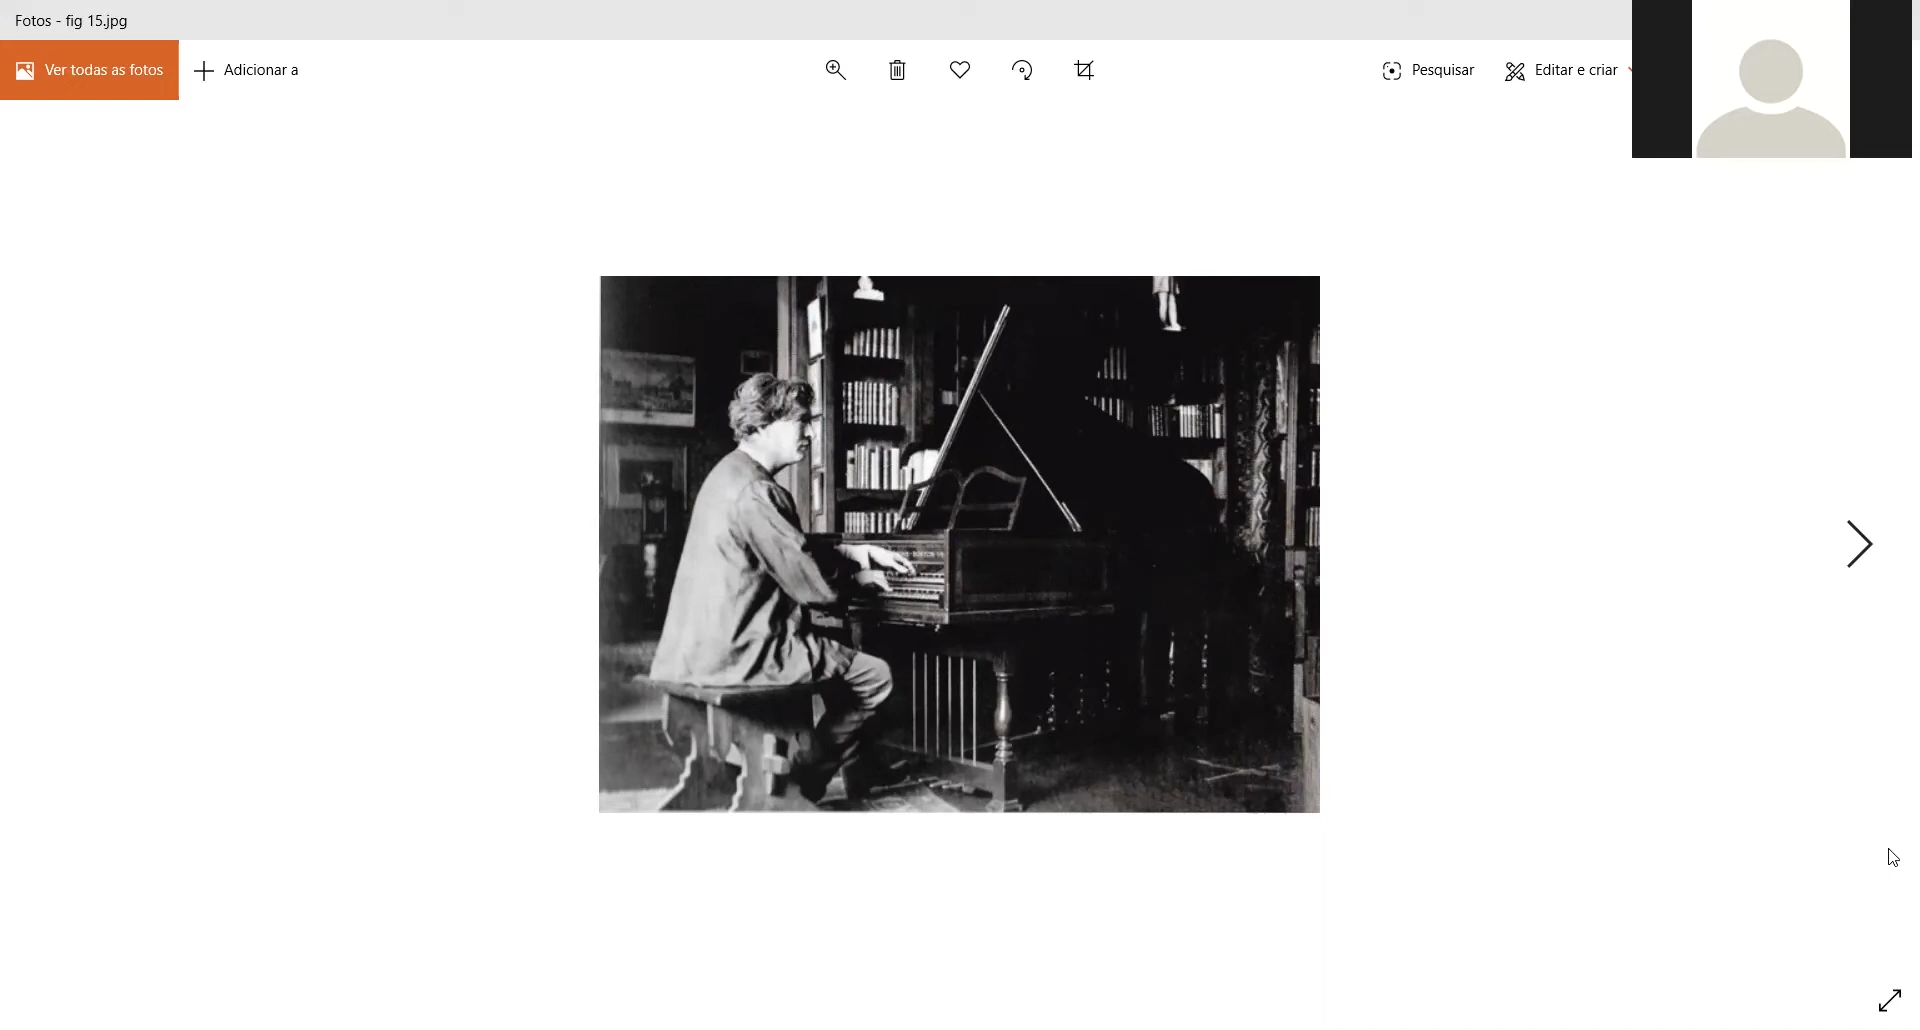 Fotos - fig 15.jpg
Ver todas as fotos
Adicionar a
Pesquisar
Editar e criar